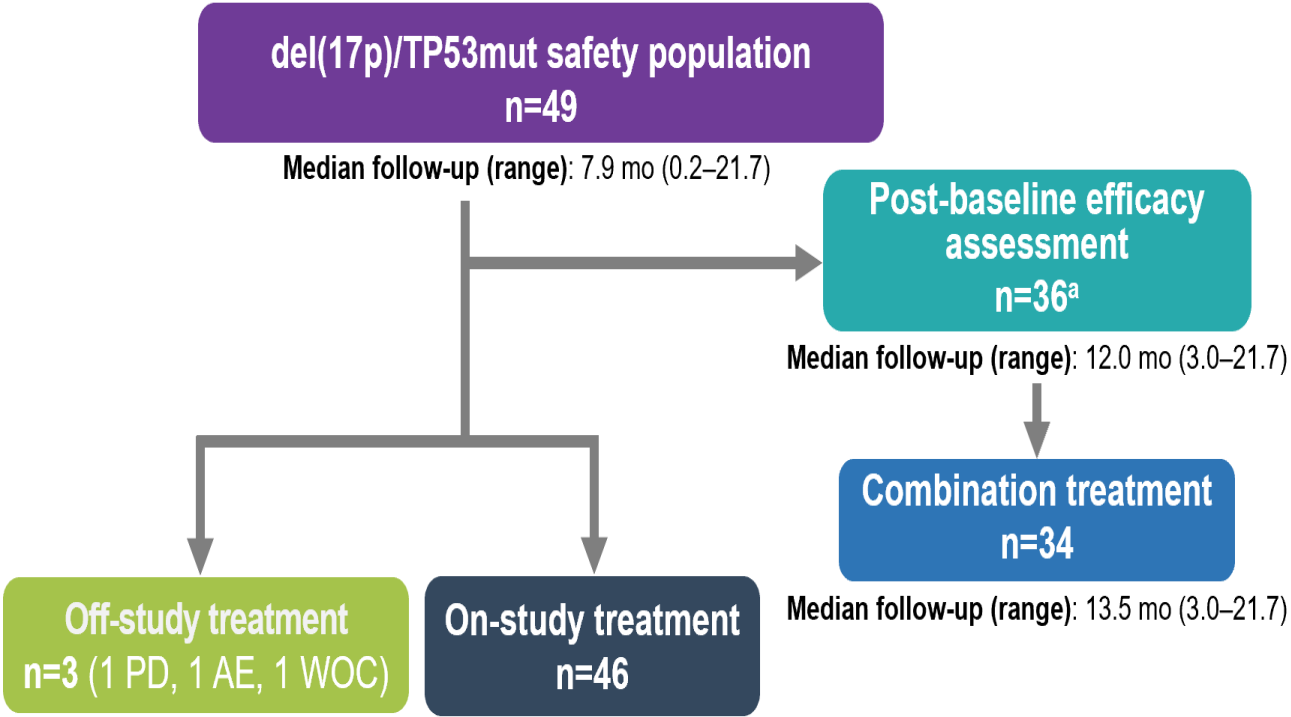 del(17p)/TP53mut safety population
n=49
Median follow-up (range): 7.9 mo (0.2–21.7)
Post-baseline efficacy
assessment
n=36ᵃ
Median follow-up (range): 12.0 mo (3.0–21.7)
Combination treatment
n=34
Median follow-up (range): 13.5 mo (3.0–21.7)
Off-study treatment
n=3 (1 PD, 1 AE, 1 WOC)
On-study treatment
n=46